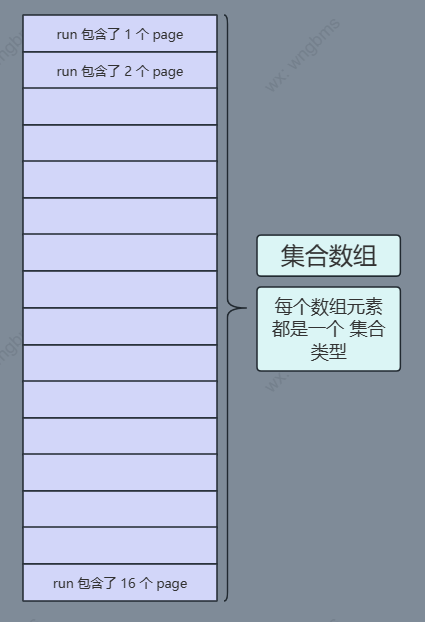 run 包含了 1 个 page
run 包含了 2 个 page
集合数组
每个数组元素
都是一个 集合
类型
run 包含了 16 个 page
wx: wngbms